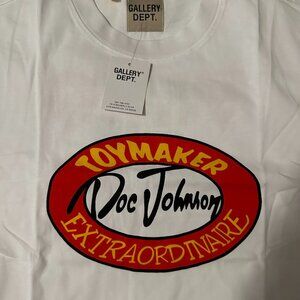 GALLERY
DEPT.
GALLERY
DEPT.
TOYMAKER
Doc Johnson
EXTRAORDINAIRE